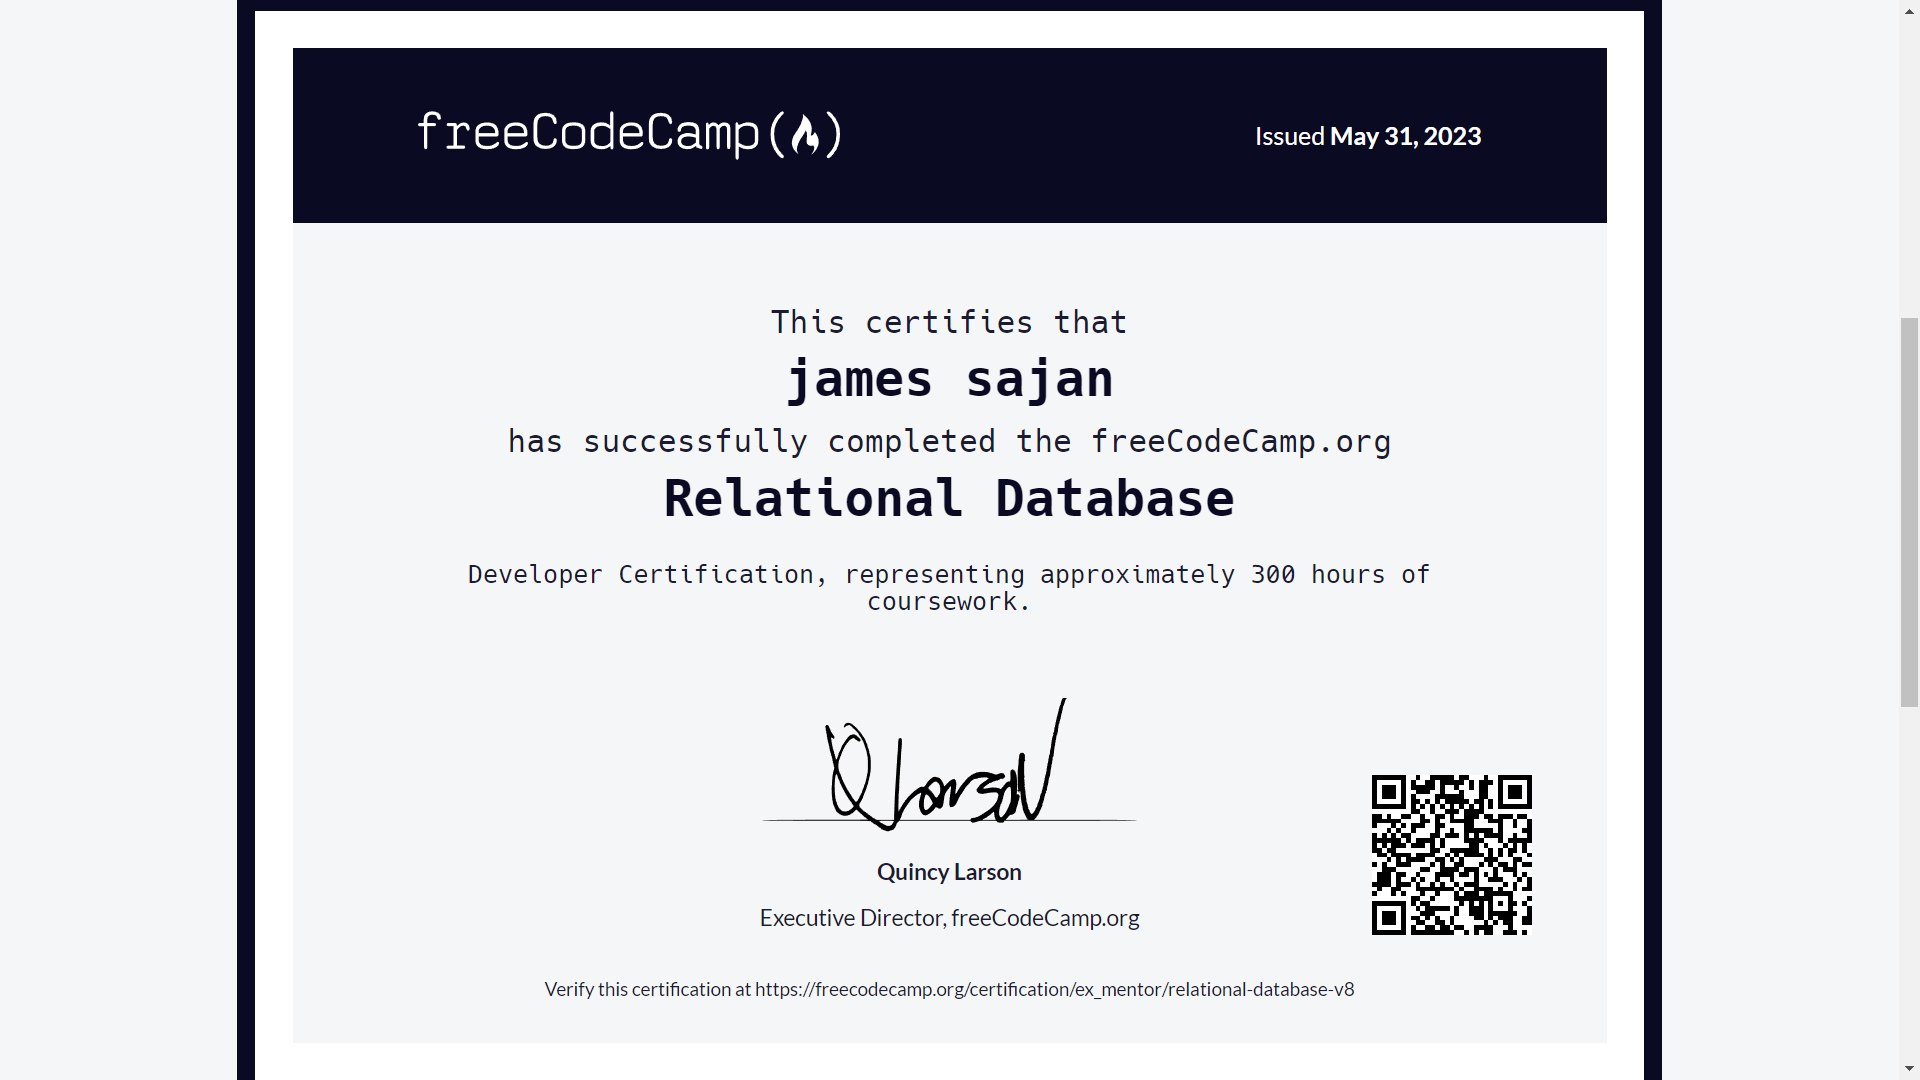 freeCodeCamp(🔥)
Issued May 31, 2023
This certifies that
james sajan
has successfully completed the freeCodeCamp.org
Relational Database
Developer Certification, representing approximately 300 hours of
coursework.
Q Larson
Quincy Larson
Executive Director, freeCodeCamp.org
Verify this certification at https://freecodecamp.org/certification/ex_mentor/relational-database-v8